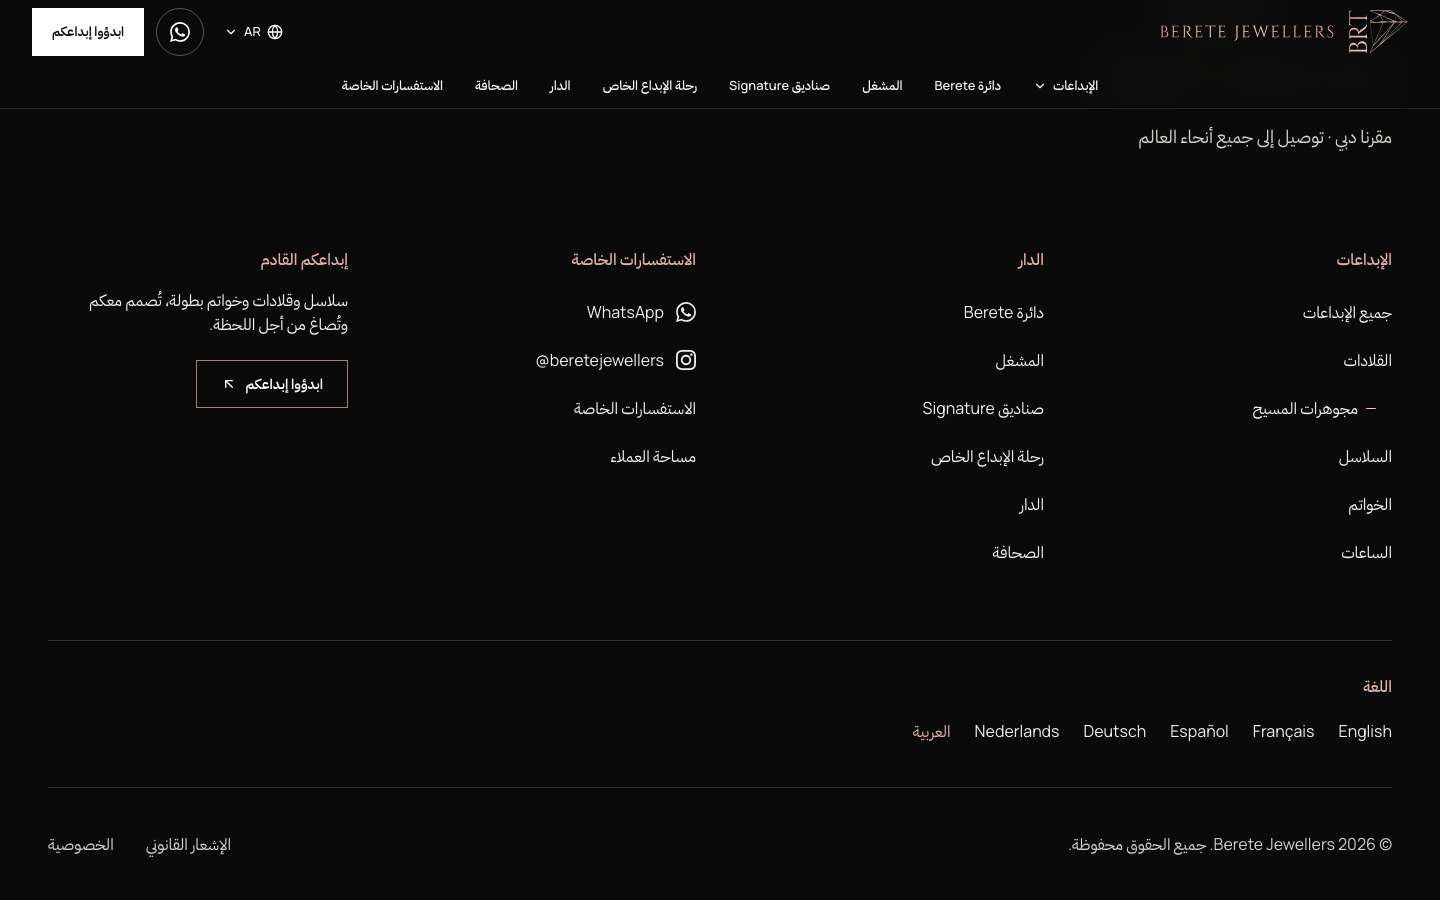 BRT
BERETE JEWELLERS
AR
ابدؤوا إبداعكم
الإبداعات
دائرة Berete
المشغل
صناديق Signature
رحلة الإبداع الخاص
الدار
الصحافة
الاستفسارات الخاصة
مقرنا دبي · توصيل إلى جميع أنحاء العالم
الإبداعات
جميع الإبداعات
القلادات
– مجوهرات المسيح
السلاسل
الخواتم
الساعات
الدار
دائرة Berete
المشغل
صناديق Signature
رحلة الإبداع الخاص
الدار
الصحافة
الاستفسارات الخاصة
WhatsApp
@beretejewellers
الاستفسارات الخاصة
مساحة العملاء
إبداعكم القادم
سلاسل وقلادات وخواتم بطولة، تُصمم معكم
وتُصاغ من أجل اللحظة.
ابدؤوا إبداعكم
اللغة
English Français Español Deutsch Nederlands العربية
© 2026 Berete Jewellers. جميع الحقوق محفوظة.
الإشعار القانوني
الخصوصية